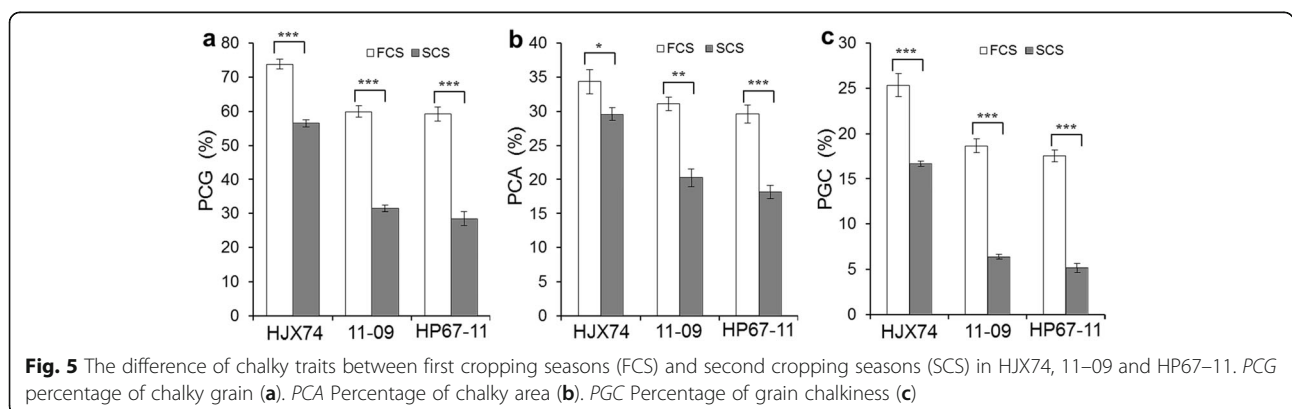 a
FCS SCS
80
70
60
50
40
30
20
10
0
PCG (%)
***
***
***
HJX74 11-09 HP67-11
b
FCS SCS
40
35
30
25
20
15
10
5
0
PCA (%)
*
**
***
HJX74 11-09 HP67-11
c
FCS SCS
25
20
15
10
5
0
PGC (%)
***
***
***
HJX74 11-09 HP67-11
Fig. 5 The difference of chalky traits between first cropping seasons (FCS) and second cropping seasons (SCS) in HJX74, 11–09 and HP67–11. PCG
percentage of chalky grain (a). PCA Percentage of chalky area (b). PGC Percentage of grain chalkiness (c)